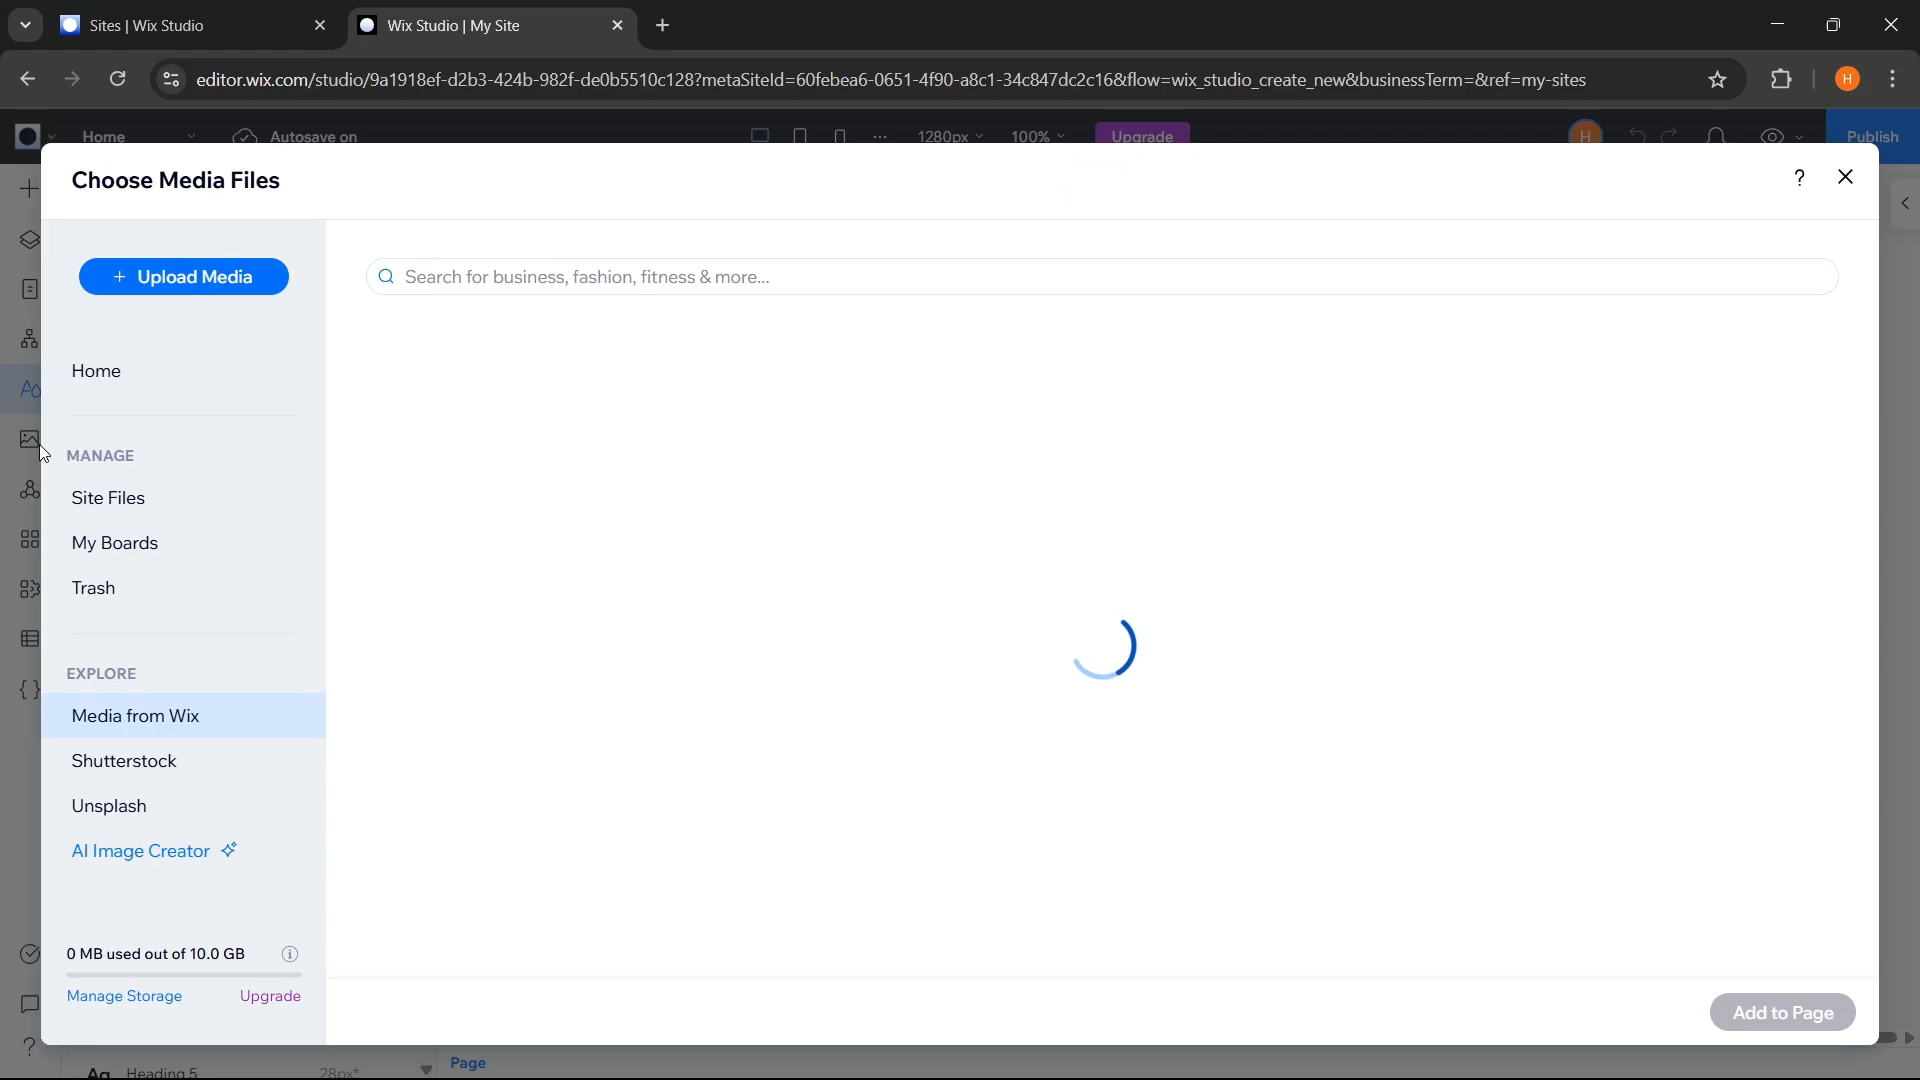 Sites | Wix Studio
Wix Studio | My Site
editor.wix.com/studio/9a1918ef-d2b3-424b-982f-de0b5510c128?metaSiteId=60febea6-0651-4f90-a8c1-34c847dc2c16&flow=wix_studio_create_new&businessTerm=&ref=my-sites
H
Home
Autosave on
1280px
100%
Upgrade
H
Publish
Choose Media Files
?
+ Upload Media
Search for business, fashion, fitness & more...
Home
MANAGE
Site Files
My Boards
Trash
EXPLORE
Media from Wix
Shutterstock
Unsplash
AI Image Creator
0 MB used out of 10.0 GB
Manage Storage
Upgrade
Add to Page
?
Page
Ag Heading 5 28px*